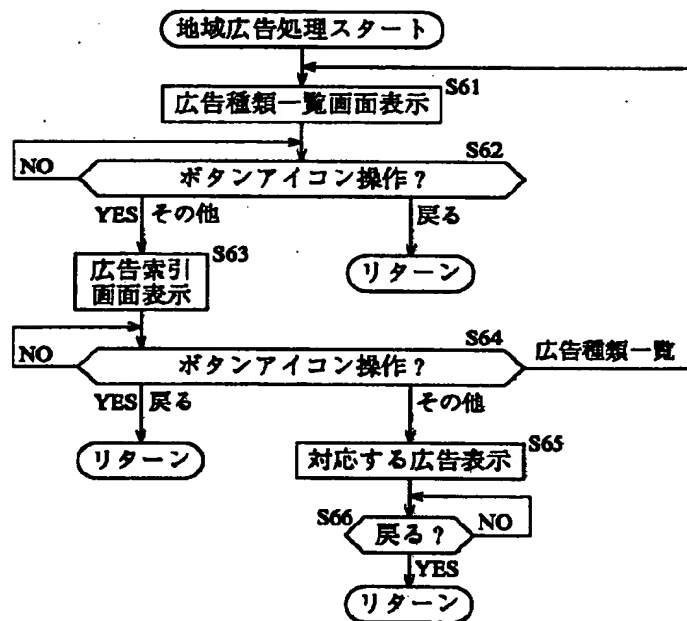 地域広告処理スタート
S61
広告種類一覧画面表示
S62
NO
ボタンアイコン操作?
YES その他
戻る
S63
広告索引
画面表示
リターン
S64
NO
ボタンアイコン操作?
広告種類一覧
YES 戻る
その他
リターン
S65
対応する広告表示
S66
戻る?
NO
YES
リターン